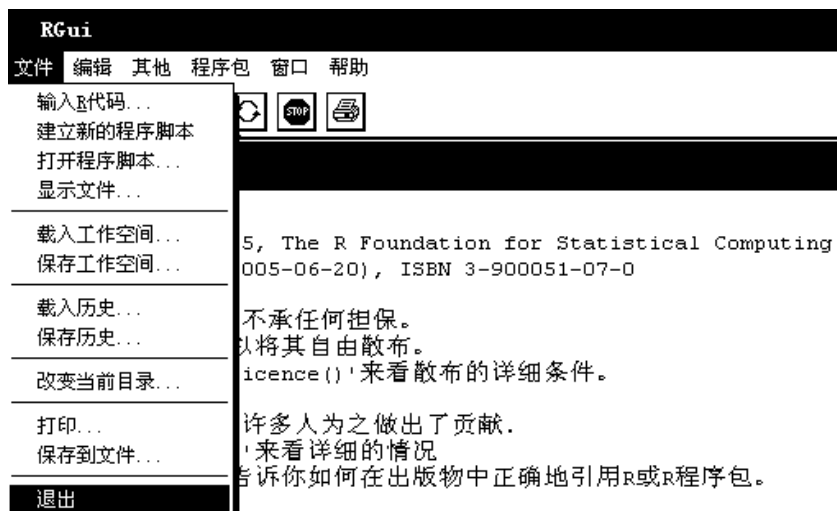 RGui
文件 编辑 其他 程序包 窗口 帮助
输入R代码...
建立新的程序脚本
打开程序脚本...
显示文件...
载入工作空间...
保存工作空间...
载入历史...
保存历史...
改变当前目录...
打印...
保存到文件...
退出
STOP
5, The R Foundation for Statistical Computing
005-06-20), ISBN 3-900051-07-0
不承任何担保。
以将其自由散布。
icence()'来看散布的详细条件。
许多人为之做出了贡献.
'来看详细的情况
告诉你如何在出版物中正确地引用R或R程序包。